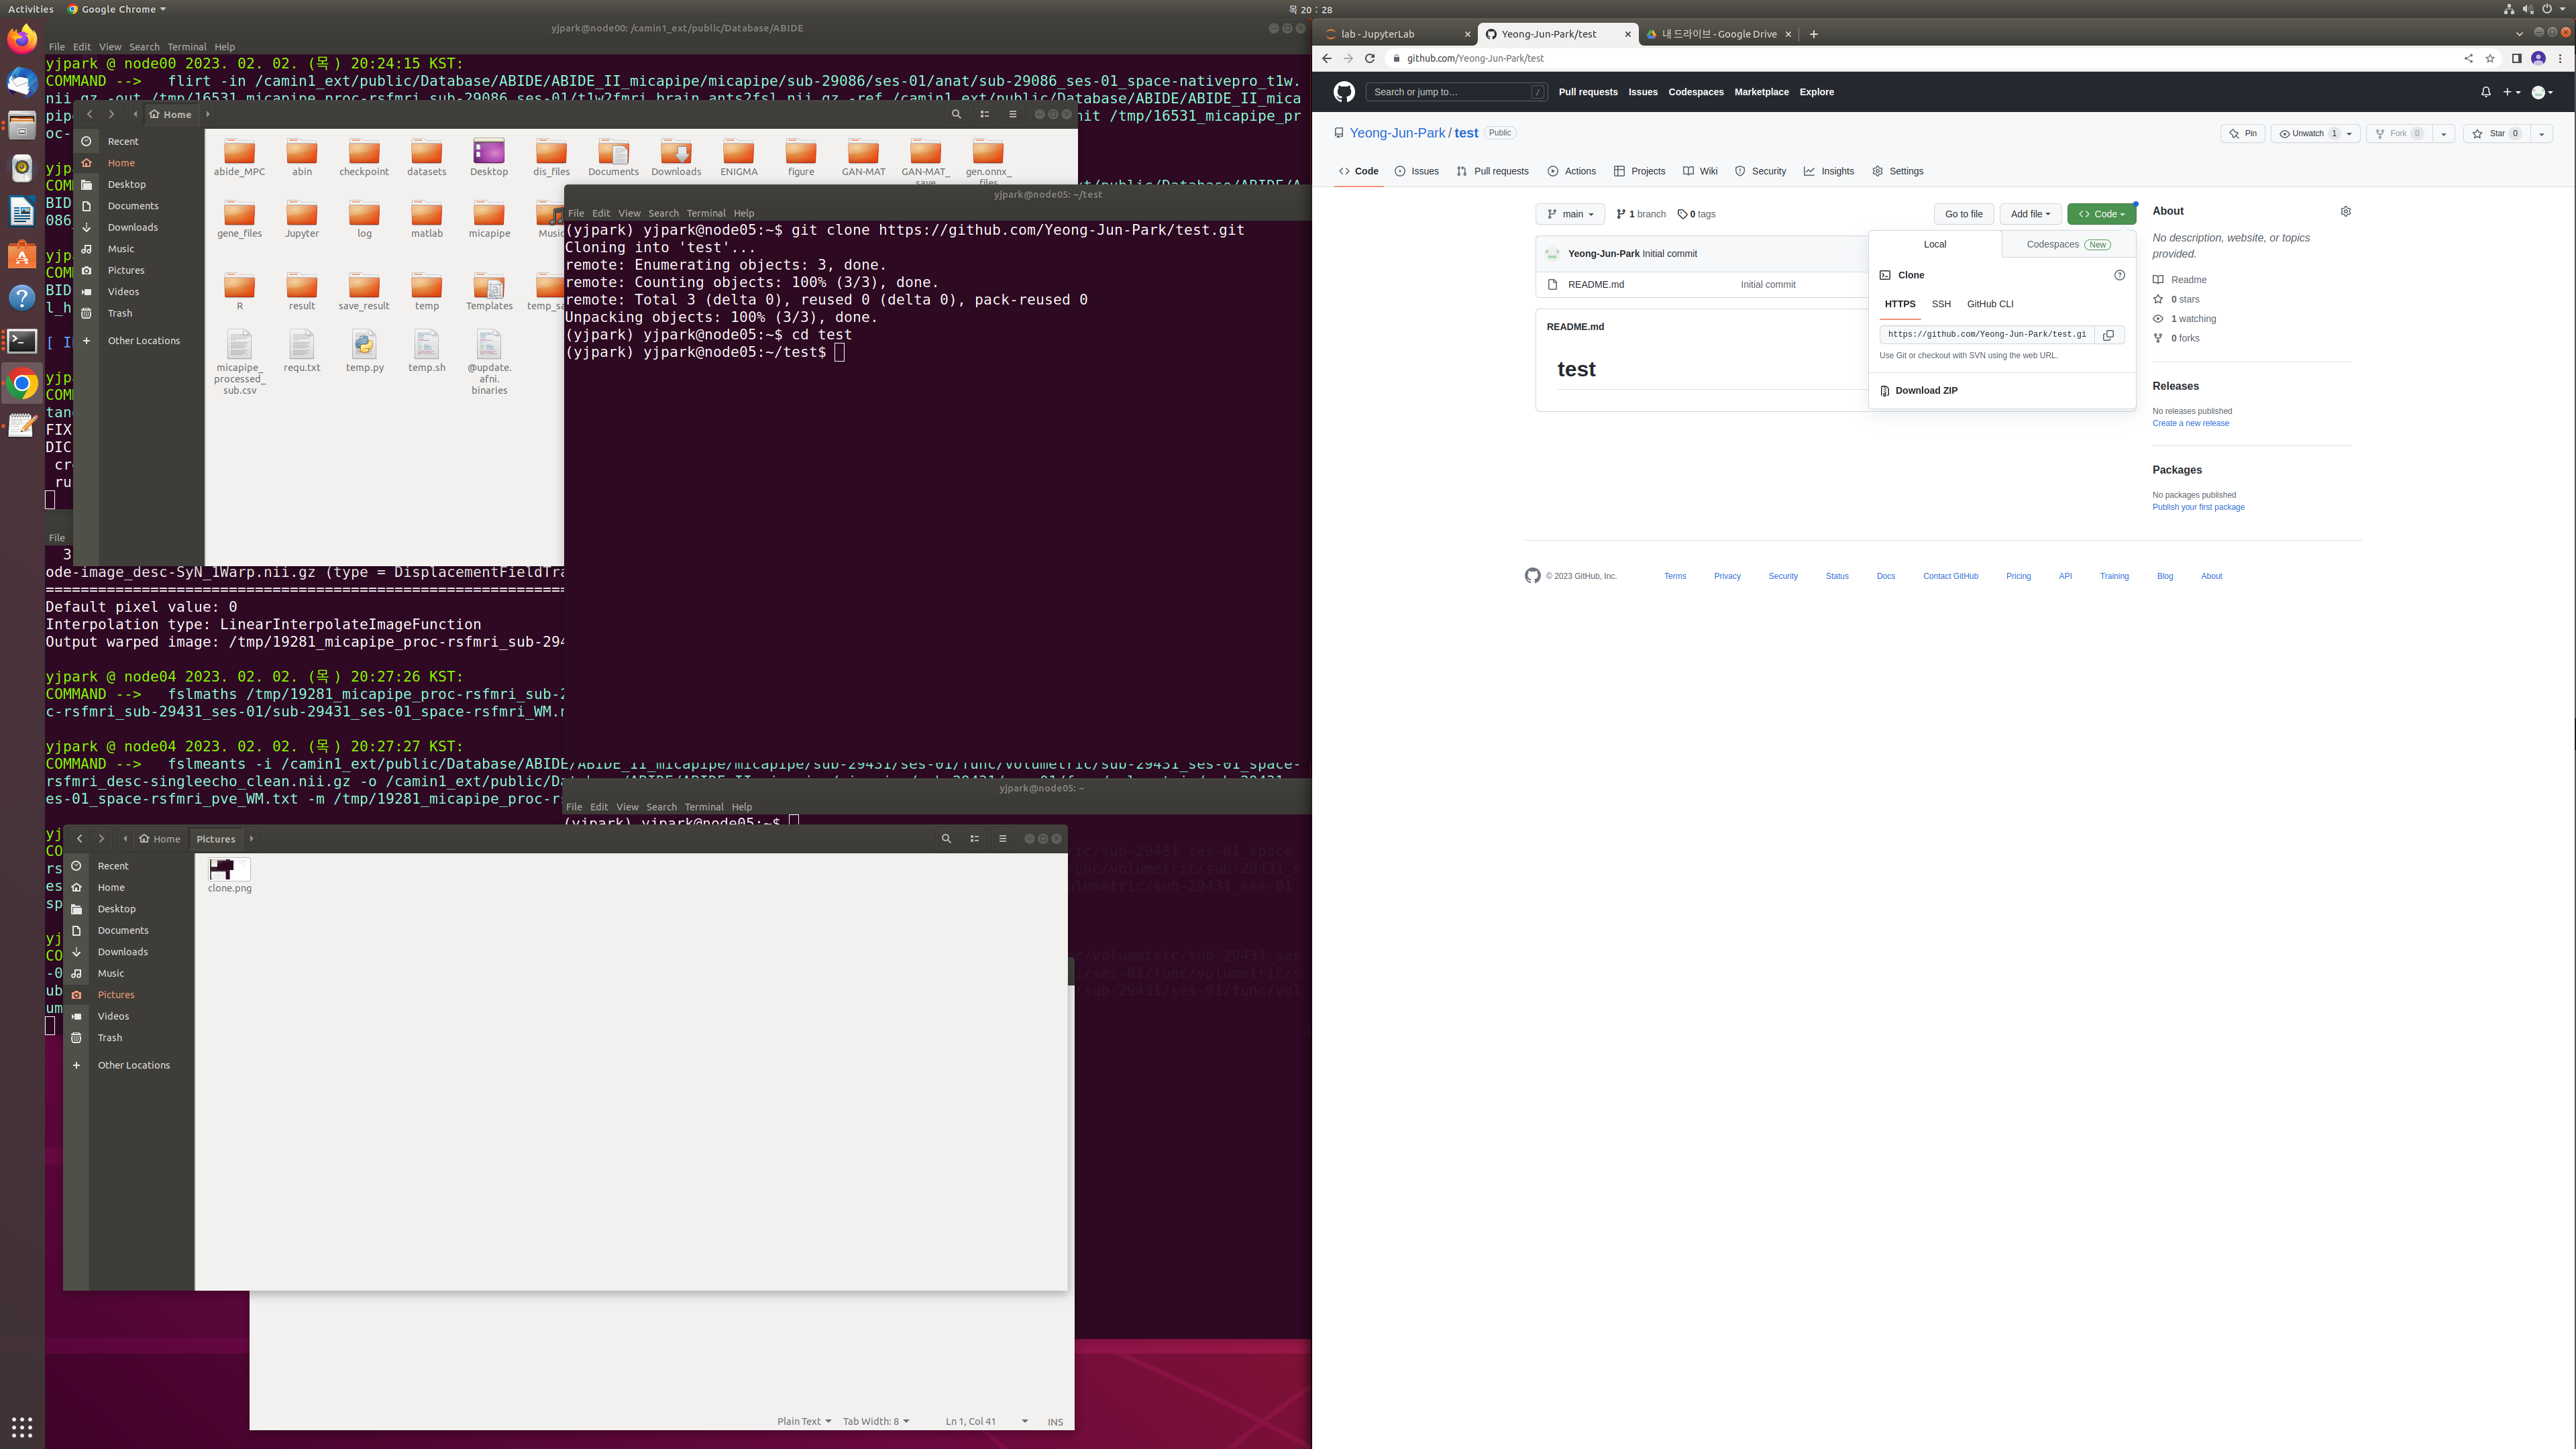 Activities Google Chrome 목 20 : 28
yjpark@node00: /camin1_ext/public/Database/ABIDE
File Edit View Search Terminal Help
yjpark @ node00 2023. 02. 02. (목) 20:24:15 KST:
COMMAND --> flirt -in /camin1_ext/public/Database/ABIDE/ABIDE_II_micapipe/micapipe/sub-29086/ses-01/anat/sub-29086_ses-01_space-nativepro_t1w.
nii.gz -out /tmp/16531_micapipe_proc-rsfmri_sub-29086_ses-01/t1w2fmri_brain_ants2fsl.nii.gz -ref /camin1_ext/public/Database/ABIDE/ABIDE_II_mica
Home
Recent
Home
Desktop
Documents
Downloads
Music
Pictures
Videos
Trash
Other Locations
abide_MPC abin checkpoint datasets Desktop dis_files Documents Downloads ENIGMA figure GAN-MAT GAN-MAT_save gen.onnx_files
gene_files Jupyter log matlab micapipe Music
R result save_result temp Templates
micapipe_processed_sub.csv requ.txt temp.py temp.sh @update.afni.binaries
yjpark@node05: ~/test
File Edit View Search Terminal Help
(yjpark) yjpark@node05:~$ git clone https://github.com/Yeong-Jun-Park/test.git
Cloning into 'test'...
remote: Enumerating objects: 3, done.
remote: Counting objects: 100% (3/3), done.
remote: Total 3 (delta 0), reused 0 (delta 0), pack-reused 0
Unpacking objects: 100% (3/3), done.
(yjpark) yjpark@node05:~$ cd test
(yjpark) yjpark@node05:~/test$
File
ode-image_desc-SyN_1Warp.nii.gz (type = DisplacementFieldTra
Default pixel value: 0
Interpolation type: LinearInterpolateImageFunction
Output warped image: /tmp/19281_micapipe_proc-rsfmri_sub-294
yjpark @ node04 2023. 02. 02. (목) 20:27:26 KST:
COMMAND --> fslmaths /tmp/19281_micapipe_proc-rsfmri_sub-2
c-rsfmri_sub-29431_ses-01/sub-29431_ses-01_space-rsfmri_WM.n
yjpark @ node04 2023. 02. 02. (목) 20:27:27 KST:
COMMAND --> fslmeants -i /camin1_ext/public/Database/ABIDE/ABIDE_II_micapipe/micapipe/sub-29431/ses-01/func/volumetric/sub-29431_ses-01_space-
rsfmri_desc-singleecho_clean.nii.gz -o /camin1_ext/public/Da
es-01_space-rsfmri_pve_WM.txt -m /tmp/19281_micapipe_proc-rs
yjpark@node05: ~
File Edit View Search Terminal Help
(yjpark) yjpark@node05:~$
Home Pictures
Recent
Home
Desktop
Documents
Downloads
Music
Pictures
Videos
Trash
Other Locations
clone.png
Plain Text Tab Width: 8 Ln 1, Col 41 INS
lab - JupyterLab Yeong-Jun-Park/test 내 드라이브 - Google Drive
github.com/Yeong-Jun-Park/test
Search or jump to… / Pull requests Issues Codespaces Marketplace Explore
Yeong-Jun-Park / test Public Pin Unwatch 1 Fork 0 Star 0
Code Issues Pull requests Actions Projects Wiki Security Insights Settings
main 1 branch 0 tags Go to file Add file Code
Yeong-Jun-Park Initial commit
README.md Initial commit
README.md
test
Local Codespaces New
Clone
HTTPS SSH GitHub CLI
https://github.com/Yeong-Jun-Park/test.gi
Use Git or checkout with SVN using the web URL.
Download ZIP
About
No description, website, or topics
provided.
Readme
0 stars
1 watching
0 forks
Releases
No releases published
Create a new release
Packages
No packages published
Publish your first package
© 2023 GitHub, Inc. Terms Privacy Security Status Docs Contact GitHub Pricing API Training Blog About